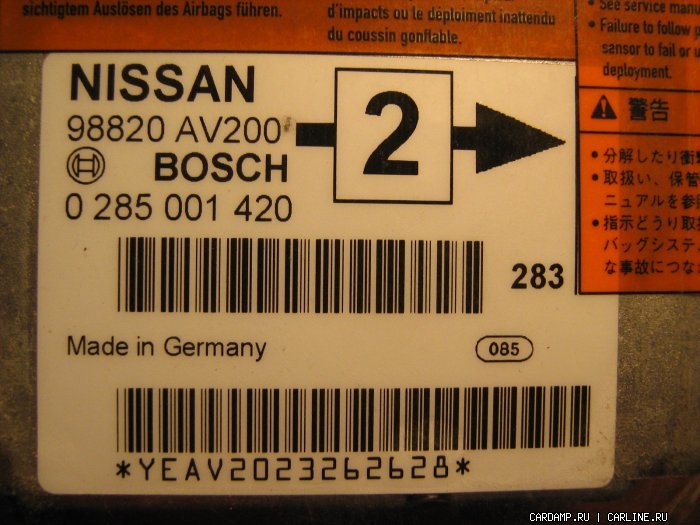 sichtigtem Auslösen des Airbags führen.
d'impacts ou le déploiment inattendu
du coussin gonflable.
• See service manu
• Failure to follow
sensor to fail or
deployment.
警告
• 分解したり衝
• 取扱い、保管
ニュアルを参
• 指示どうり取
バッグシステ
な事故につな
NISSAN
98820 AV200
2
BOSCH
0 285 001 420
283
Made in Germany
085
*YEAV2023262628*
CARDAMP.RU | CARLINE.RU